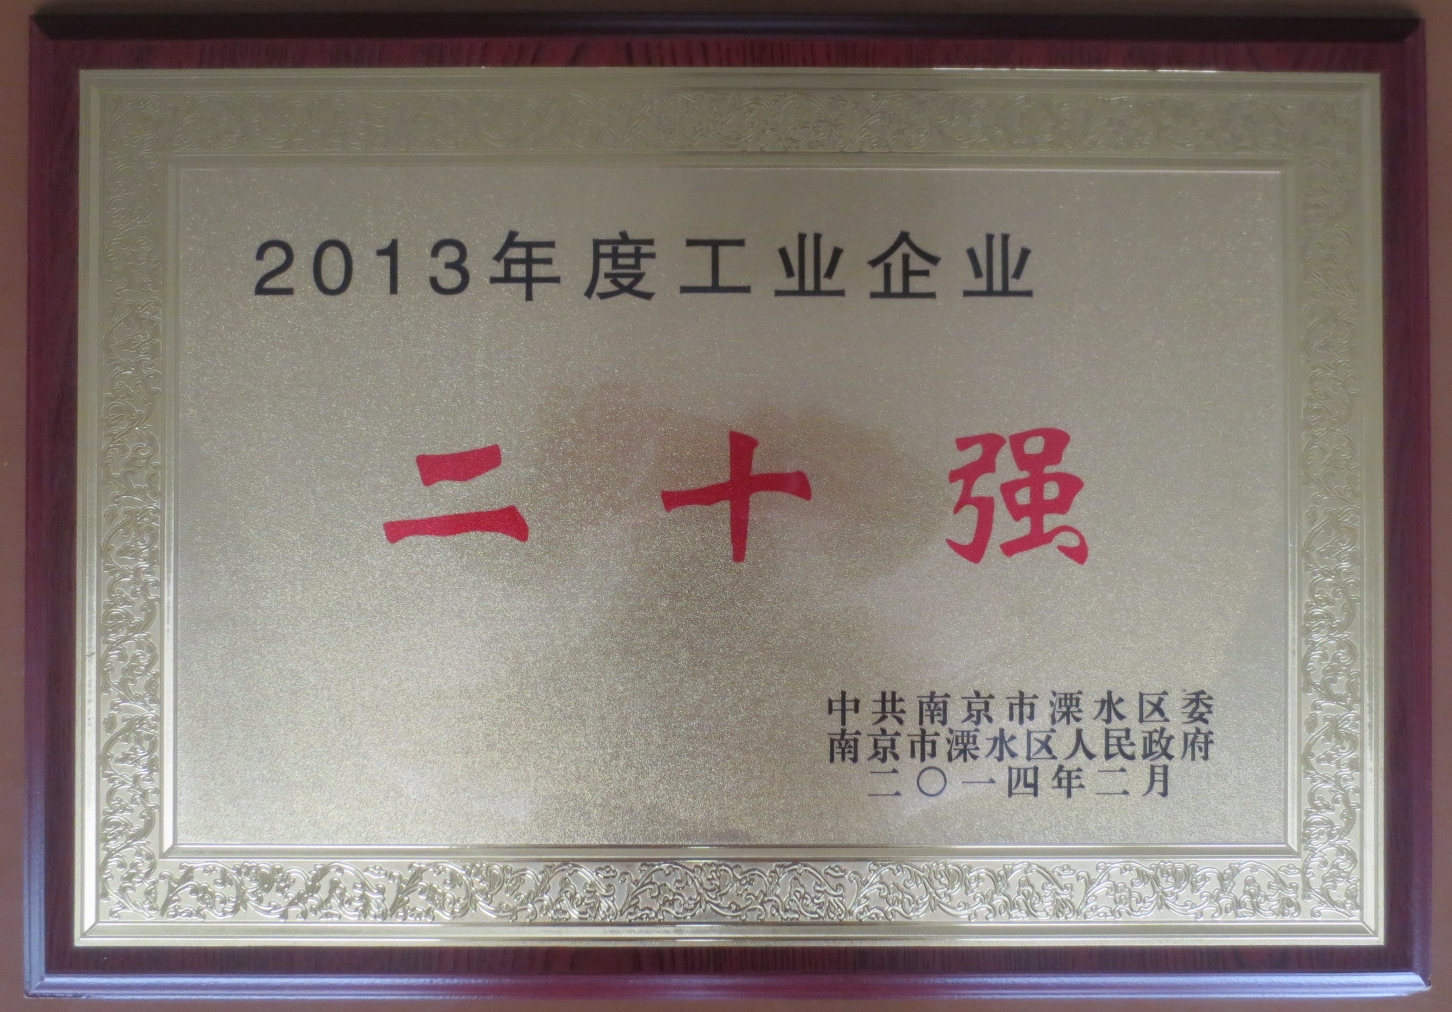 2013年度工业企业
二十强
中共南京市溧水区委
南京市溧水区人民政府
二〇一四年二月